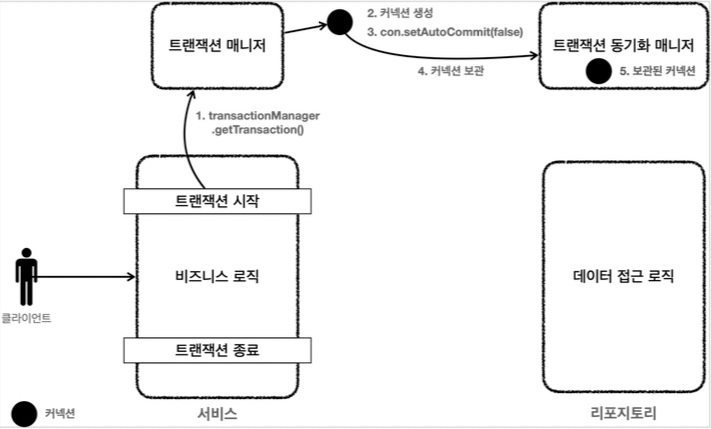 트랜잭션 매니저
2. 커넥션 생성
3. con.setAutoCommit(false)
4. 커넥션 보관
트랜잭션 동기화 매니저
5. 보관된 커넥션
1. transactionManager
.getTransaction()
트랜잭션 시작
비즈니스 로직
트랜잭션 종료
데이터 접근 로직
클라이언트
커넥션
서비스
리포지토리